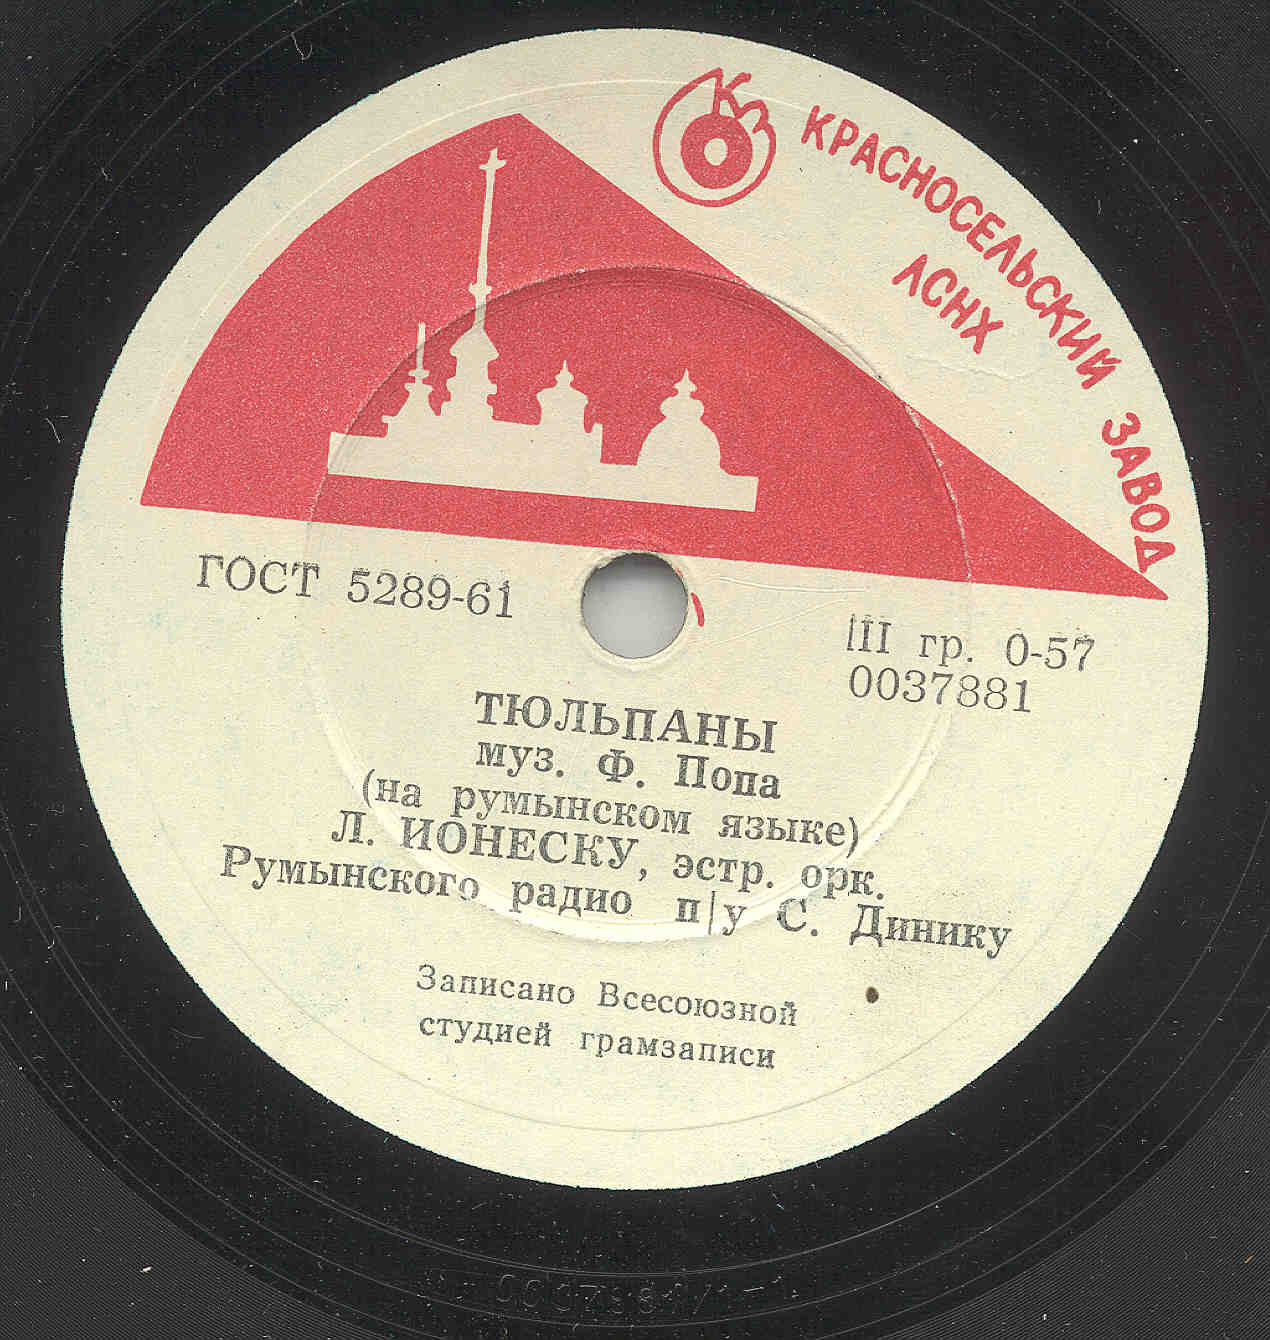 КРАСНОСЕЛЬСКИЙ ЗАВОД
ЛСНХ
ГОСТ 5289-61
III гр. 0-57
0037881
ТЮЛЬПАНЫ
муз. Ф. Попа
(на румынском языке)
Л. ИОНЕСКУ, эстр. орк.
Румынского радио п/у С. Динику
Записано Всесоюзной
студией грамзаписи